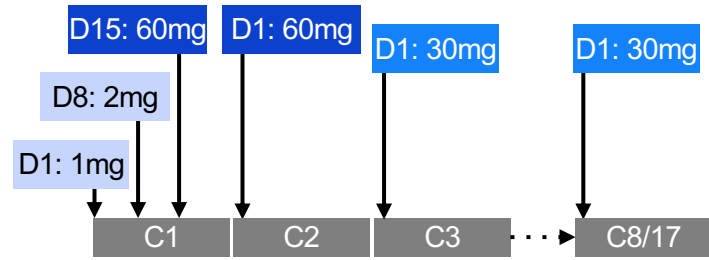 D15: 60mg
D1: 60mg
D1: 30mg
D1: 30mg
D8: 2mg
D1: 1mg
C1
C2
C3
C8/17